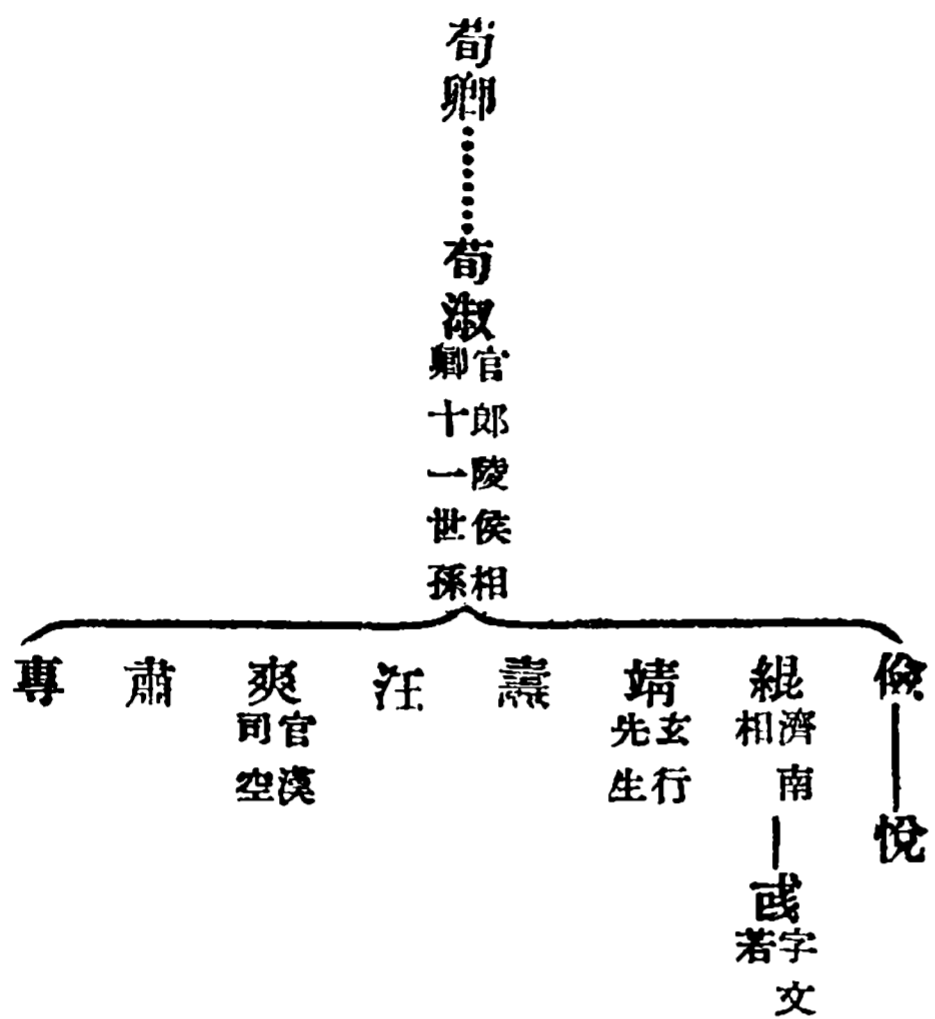 荀卿
荀淑
官郎陵侯相
卿十一世孫
儉
悅
緄
濟南
相
彧
字文
若
靖
玄行
先生
燾
汪
爽
官漢
司空
肅
專